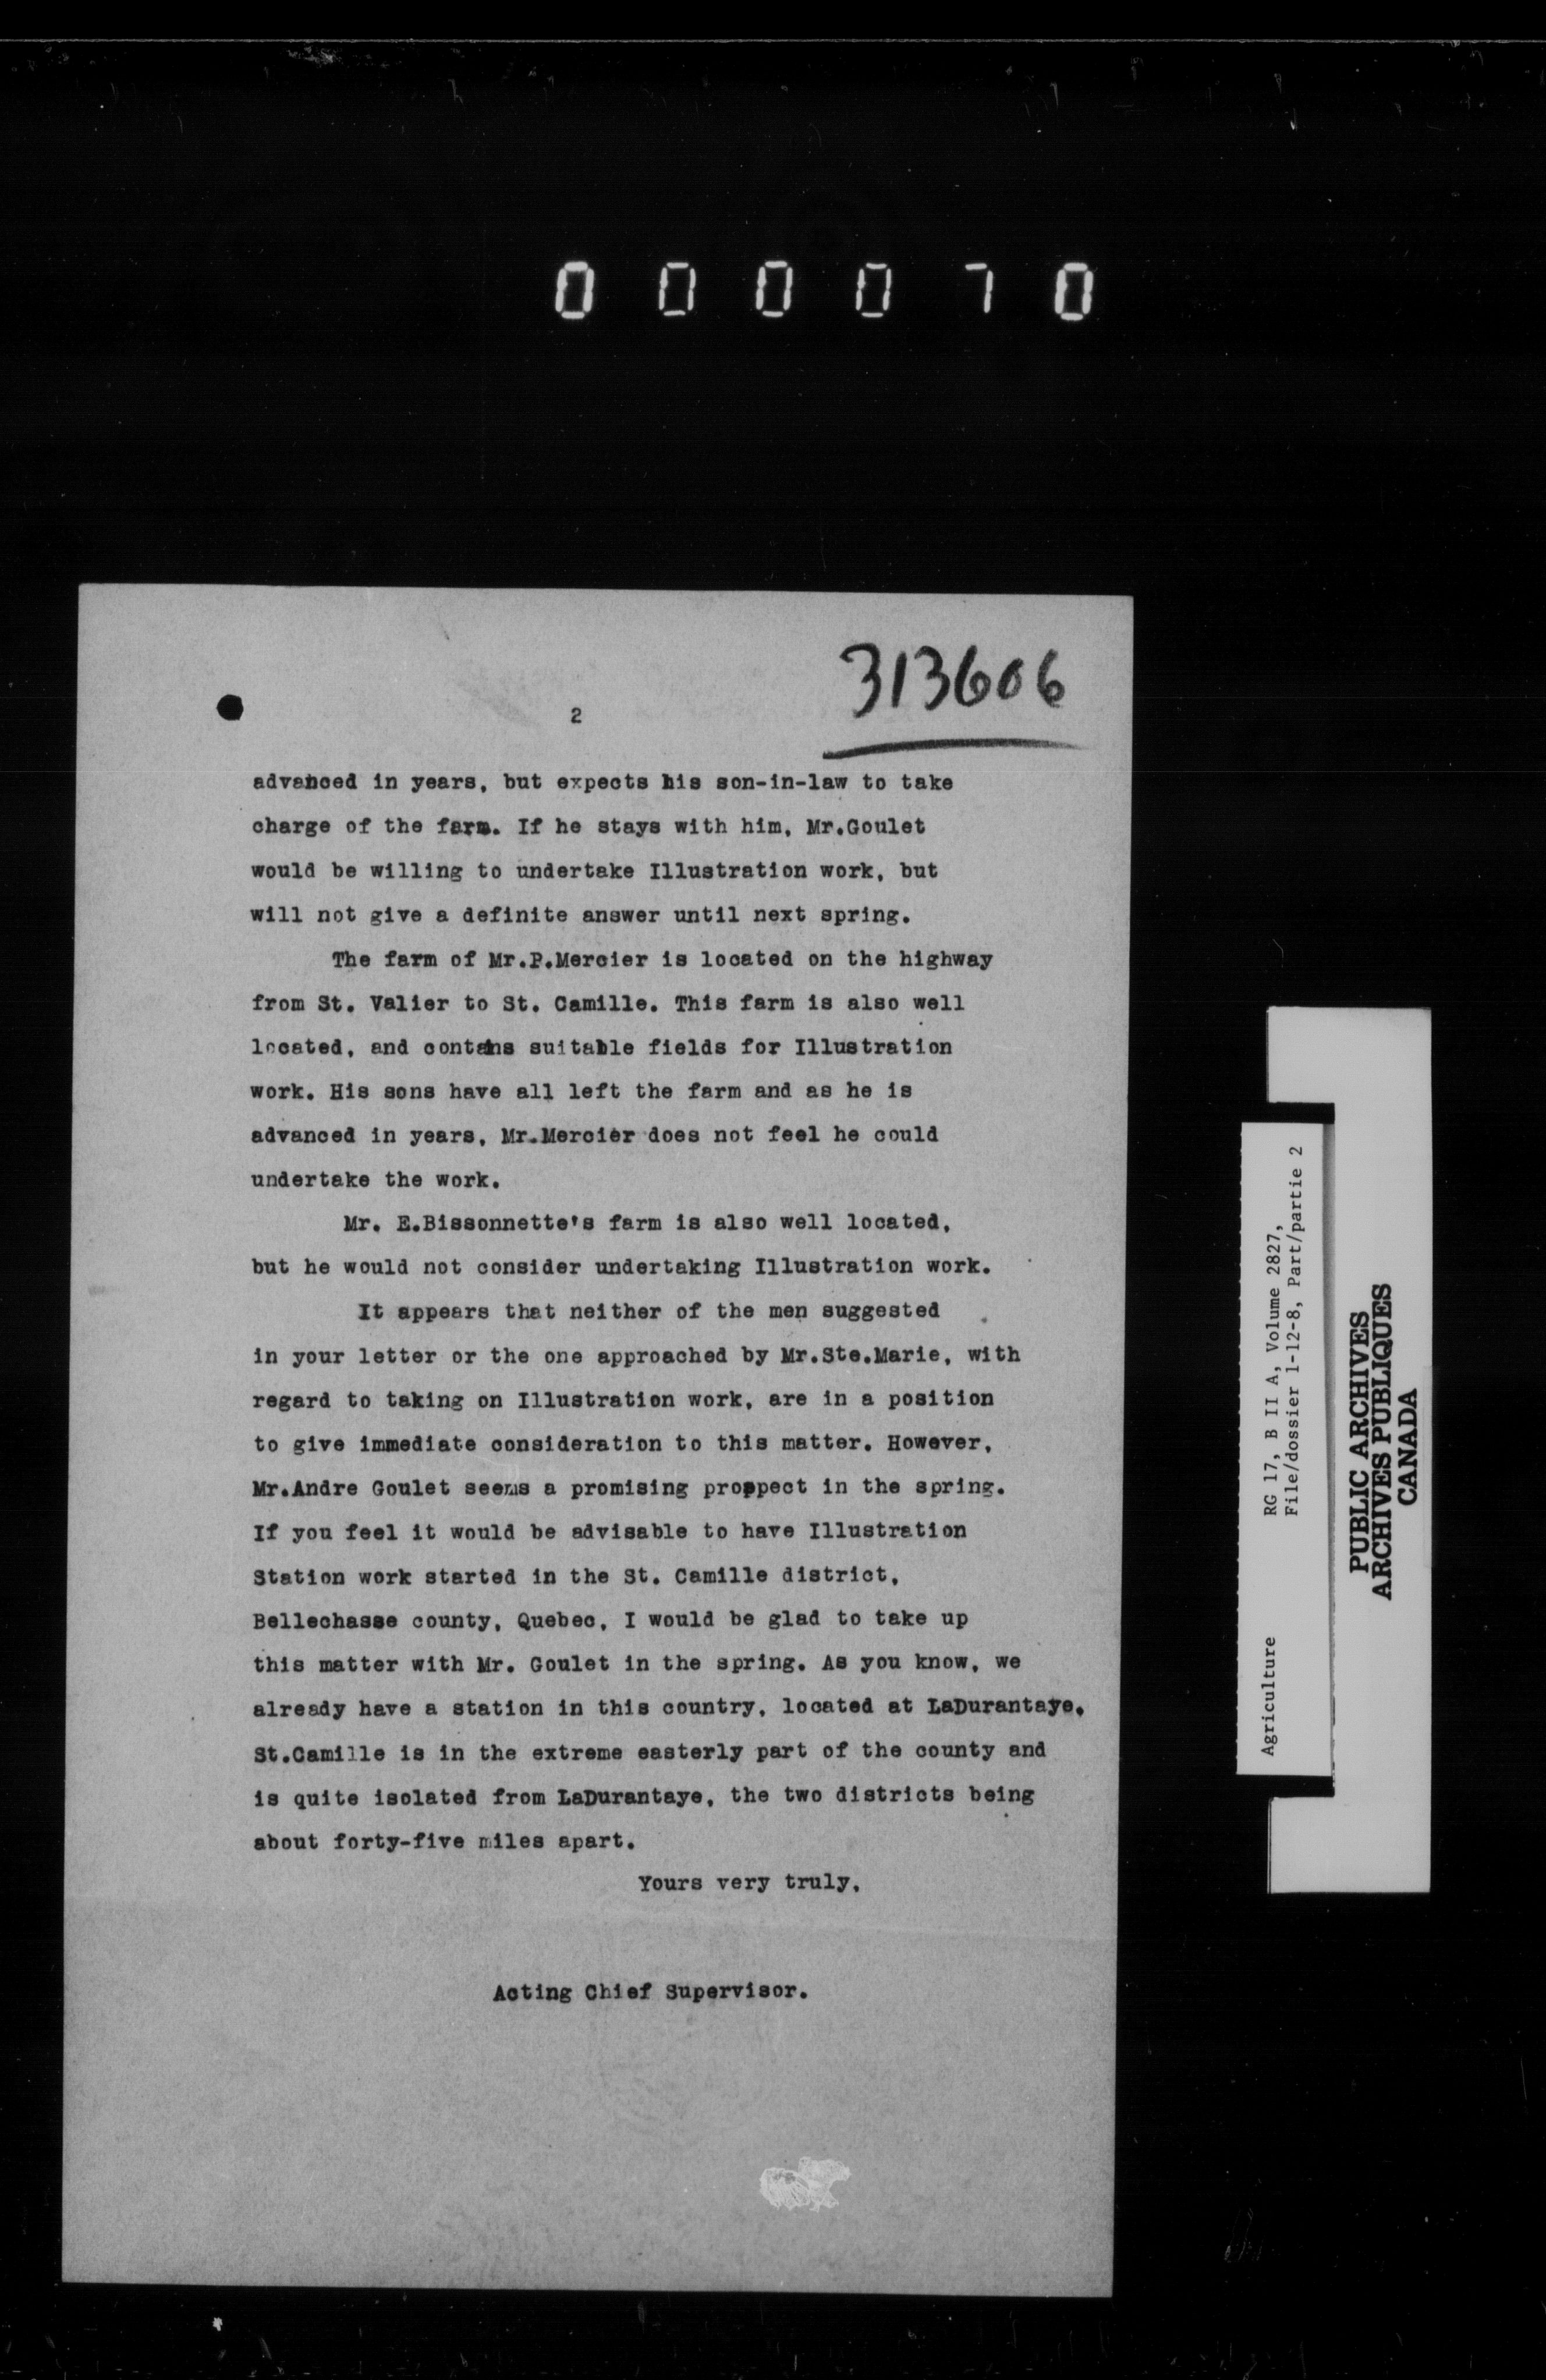 000070
313606
2
advanced in years, but expects his son-in-law to take
charge of the farm. If he stays with him, Mr.Goulet
would be willing to undertake Illustration work, but
will not give a definite answer until next spring.
The farm of Mr.P.Mercier is located on the highway
from St. Valier to St. Camille. This farm is also well
located, and contans suitable fields for Illustration
work. His sons have all left the farm and as he is
advanced in years, Mr.Mercier does not feel he could
undertake the work.
Mr. E.Bissonnette's farm is also well located,
but he would not consider undertaking Illustration work.
It appears that neither of the men suggested
in your letter or the one approached by Mr.Ste.Marie, with
regard to taking on Illustration work, are in a position
to give immediate consideration to this matter. However,
Mr.Andre Goulet seems a promising prospect in the spring.
If you feel it would be advisable to have Illustration
Station work started in the St. Camille district,
Bellechasse county, Quebec, I would be glad to take up
this matter with Mr. Goulet in the spring. As you know, we
already have a station in this country, located at LaDurantaye.
St.Camille is in the extreme easterly part of the county and
is quite isolated from LaDurantaye, the two districts being
about forty-five miles apart.
Yours very truly,
Acting Chief Supervisor.
Agriculture RG 17, B II A, Volume 2827,
File/dossier 1-12-8, Part/partie 2
PUBLIC ARCHIVES
ARCHIVES PUBLIQUES
CANADA